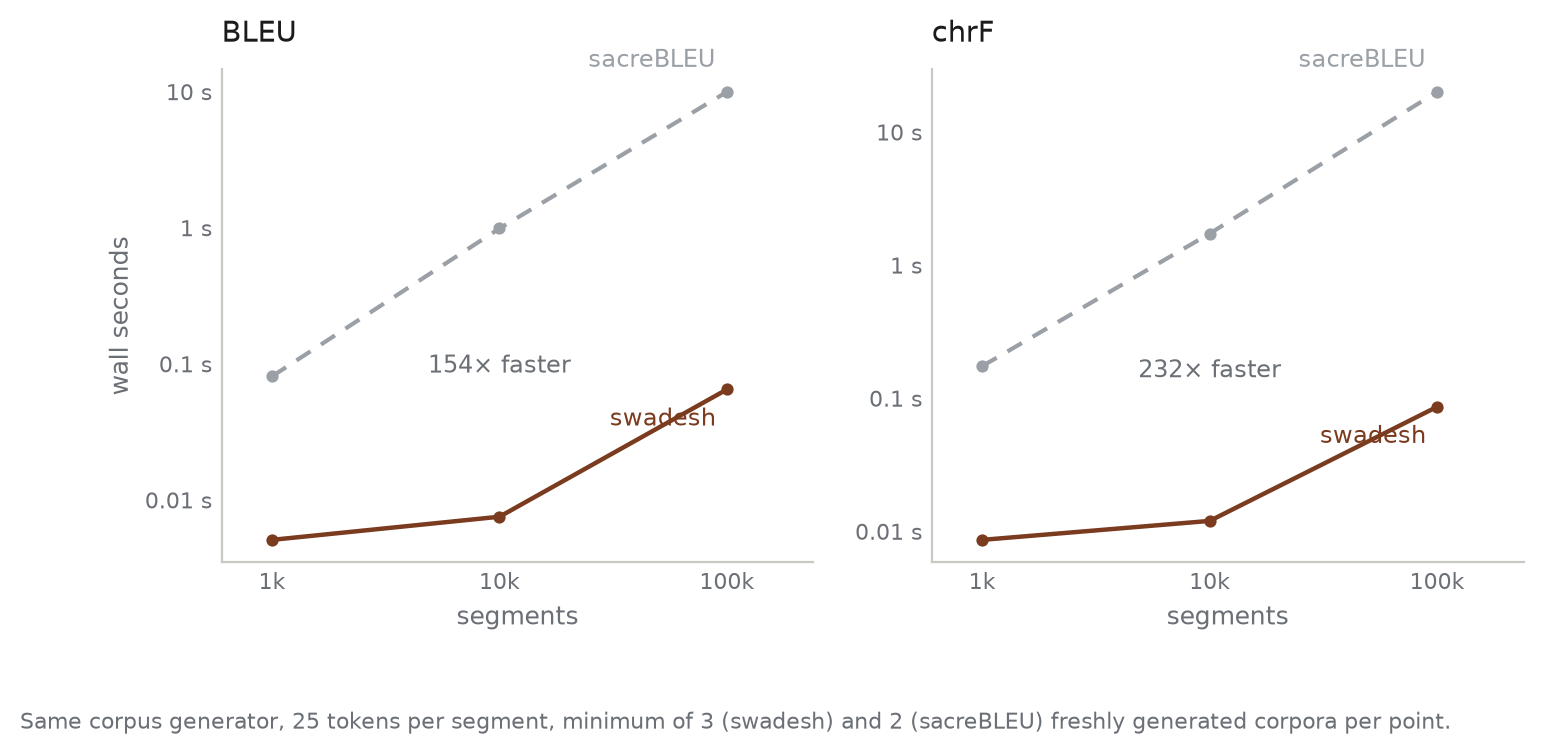 BLEU
sacreBLEU
10 s
1 s
0.1 s
0.01 s
wall seconds
154× faster
swadesh
1k
10k
100k
segments
chrF
sacreBLEU
10 s
1 s
0.1 s
0.01 s
232× faster
swadesh
1k
10k
100k
segments
Same corpus generator, 25 tokens per segment, minimum of 3 (swadesh) and 2 (sacreBLEU) freshly generated corpora per point.